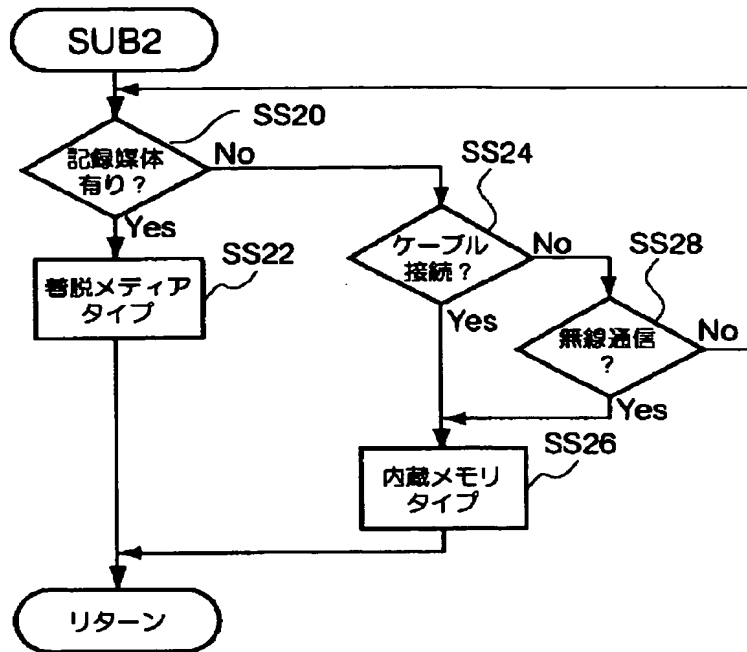 SUB2
SS20
記録媒体
有り?
No
Yes
SS24
ケーブル
接続?
No
Yes
SS22
着脱メディア
タイプ
SS28
無線通信
?
No
Yes
SS26
内蔵メモリ
タイプ
リターン